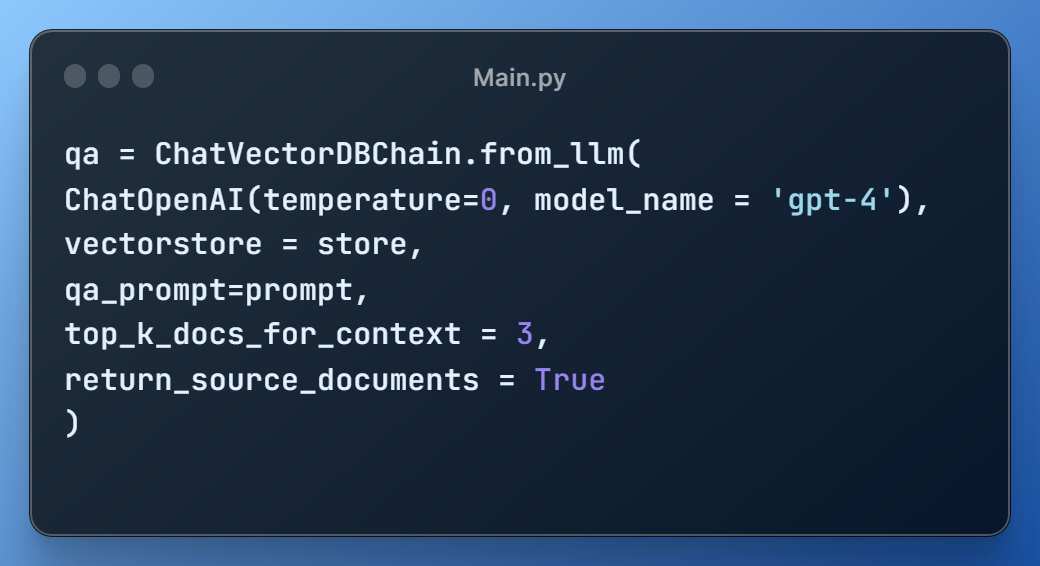 Main.py
qa = ChatVectorDBChain.from_llm(
ChatOpenAI(temperature=0, model_name = 'gpt-4'),
vectorstore = store,
qa_prompt=prompt,
top_k_docs_for_context = 3,
return_source_documents = True
)